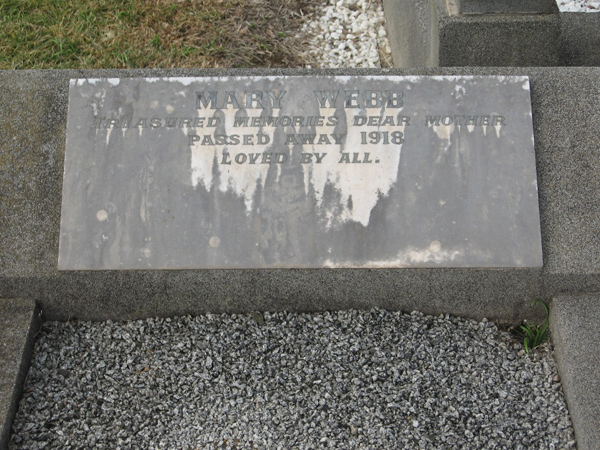 MARY WEBB
TREASURED MEMORIES DEAR MOTHER
PASSED AWAY 1918
LOVED BY ALL.